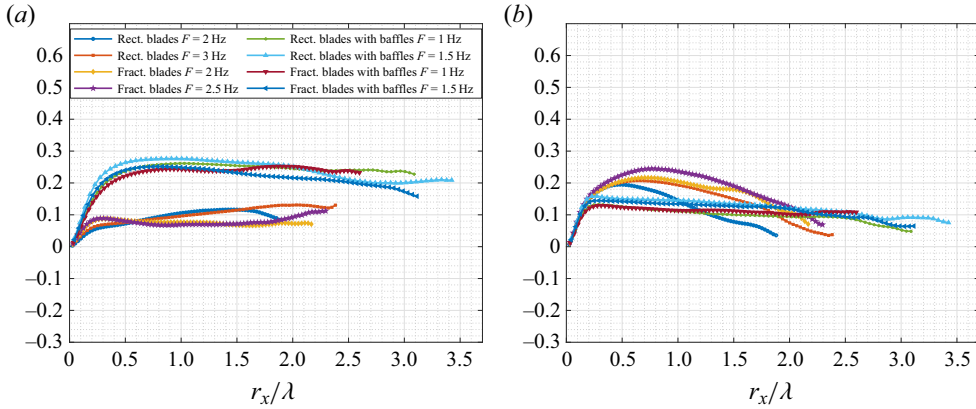 (a)
0.6
0.5
0.4
0.3
0.2
0.1
0
–0.1
–0.2
–0.3
Rect. blades F = 2 Hz
Rect. blades F = 3 Hz
Fract. blades F = 2 Hz
Fract. blades F = 2.5 Hz
Rect. blades with baffles F = 1 Hz
Rect. blades with baffles F = 1.5 Hz
Fract. blades with baffles F = 1 Hz
Fract. blades with baffles F = 1.5 Hz
0 0.5 1.0 1.5 2.0 2.5 3.0 3.5
rx/λ
(b)
0.6
0.5
0.4
0.3
0.2
0.1
0
–0.1
–0.2
–0.3
0 0.5 1.0 1.5 2.0 2.5 3.0 3.5
rx/λ